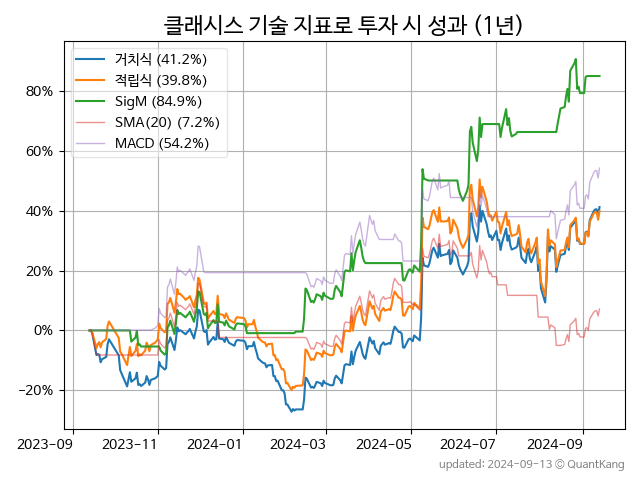 클래시스 기술 지표로 투자 시 성과 (1년)
거치식 (41.2%)
적립식 (39.8%)
SigM (84.9%)
SMA(20) (7.2%)
MACD (54.2%)
80%
60%
40%
20%
0%
−20%
2023-09 2023-11 2024-01 2024-03 2024-05 2024-07 2024-09
updated: 2024-09-13 © QuantKang